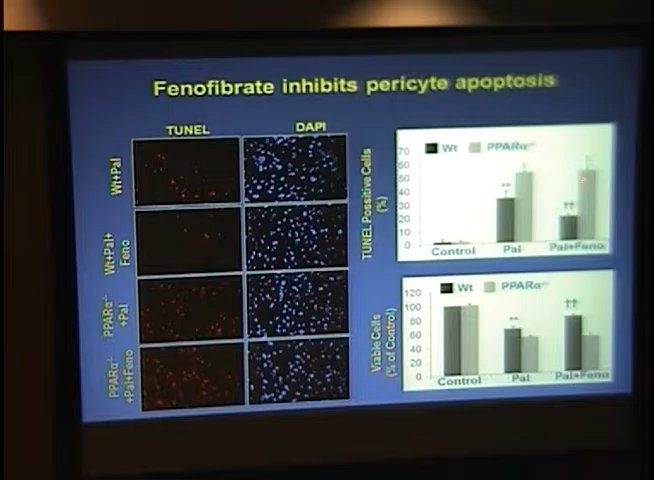 Fenofibrate inhibits pericyte apoptosis
TUNEL DAPI
Wt+Pal
Wt+Pal+
Feno
PPARα-/-
+Pal
PPARα-/-
+Pal+Feno
TUNEL Possitive Cells
(%)
Wt PPARα-/-
70
60
50
40
30
20
10
0
**
††
Control Pal Pal+Feno
Viable Cells
(% of Control)
Wt PPARα-/-
120
100
80
60
40
20
0
**
††
Control Pal Pal+Feno